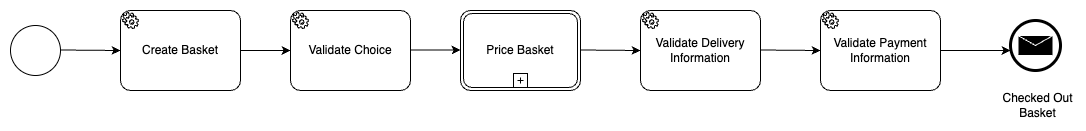 Create Basket
Validate Choice
Price Basket
Validate Delivery
Information
Validate Payment
Information
Checked Out
Basket